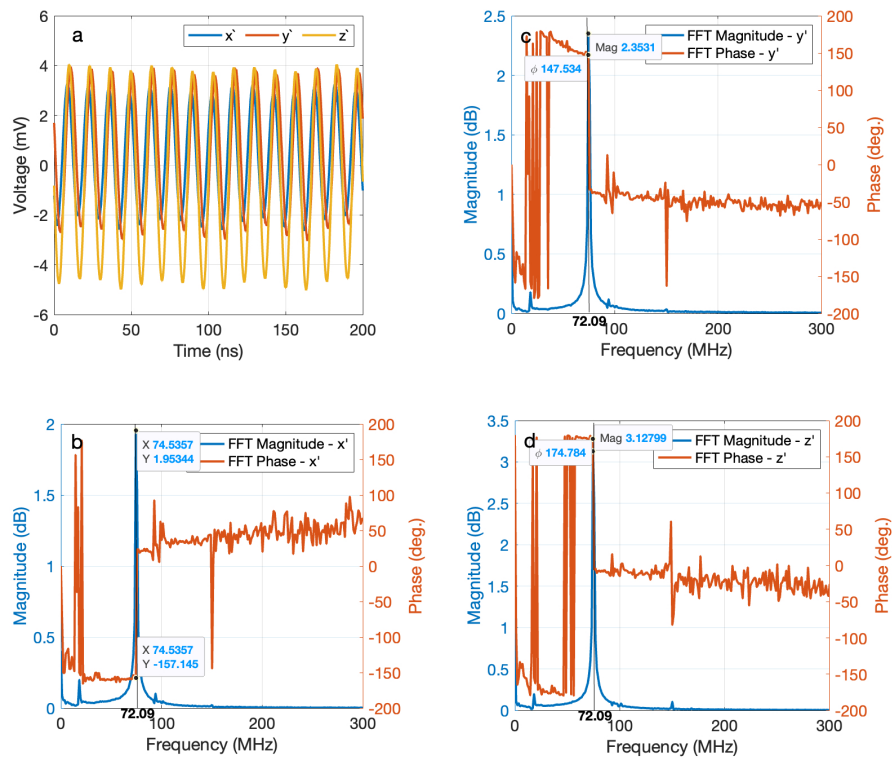 a
x` y` z`
6
4
2
0
-2
-4
-6
Voltage (mV)
0 50 100 150 200
Time (ns)
c
FFT Magnitude - y'
FFT Phase - y'
Mag 2.3531
ϕ 147.534
2.5
2
1.5
1
0.5
0
Magnitude (dB)
200
150
100
50
0
-50
-100
-150
-200
Phase (deg.)
72.09
0 100 200 300
Frequency (MHz)
b
FFT Magnitude - x'
FFT Phase - x'
X 74.5357
Y 1.95344
X 74.5357
Y -157.145
2
1.5
1
0.5
0
Magnitude (dB)
200
150
100
50
0
-50
-100
-150
-200
Phase (deg.)
72.09
0 100 200 300
Frequency (MHz)
d
FFT Magnitude - z'
FFT Phase - z'
Mag 3.12799
ϕ 174.784
3.5
3
2.5
2
1.5
1
0.5
0
Magnitude (dB)
200
150
100
50
0
-50
-100
-150
-200
Phase (deg.)
72.09
0 100 200 300
Frequency (MHz)